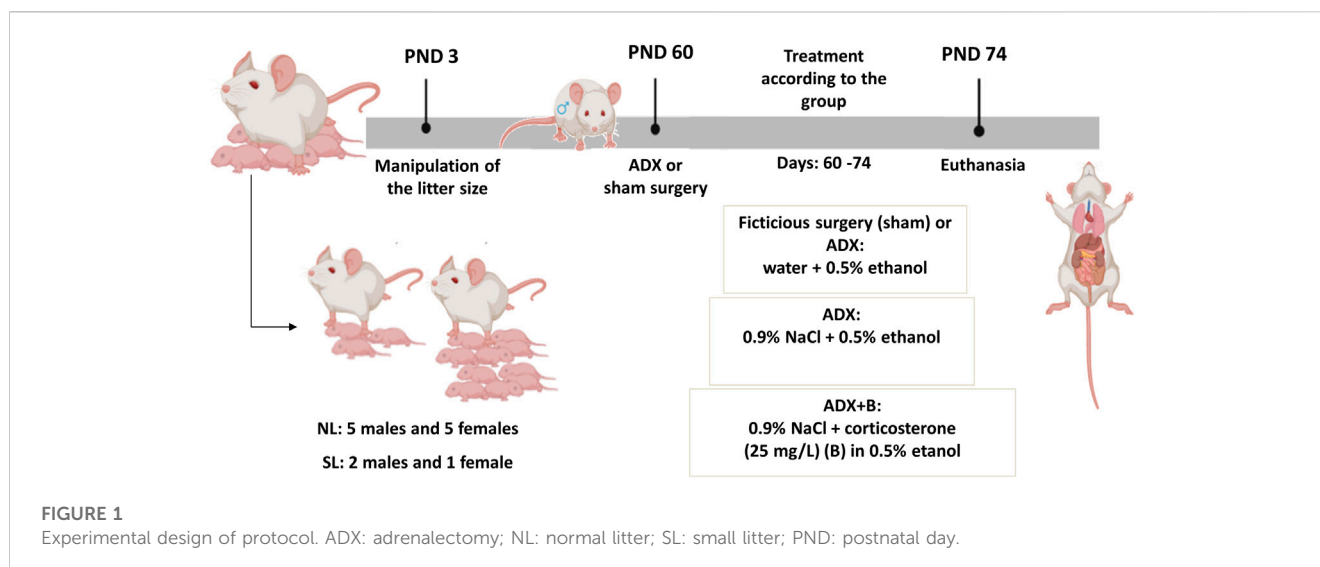 PND 3
PND 60
Treatment
according to the
group
PND 74
♂
Manipulation of
the litter size
ADX or
sham surgery
Days: 60 -74
Euthanasia
Ficticious surgery (sham) or
ADX:
water + 0.5% ethanol
ADX:
0.9% NaCl + 0.5% ethanol
ADX+B:
0.9% NaCl + corticosterone
(25 mg/L) (B) in 0.5% etanol
NL: 5 males and 5 females
SL: 2 males and 1 female
FIGURE 1
Experimental design of protocol. ADX: adrenalectomy; NL: normal litter; SL: small litter; PND: postnatal day.